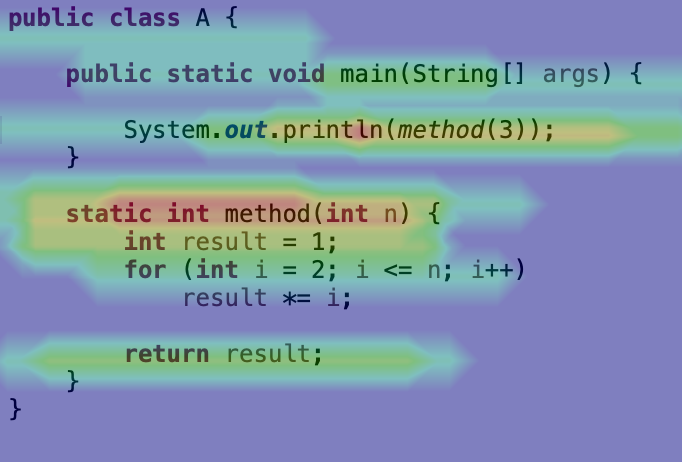 public class A {
public static void main(String[] args) {
System.out.println(method(3));
}
static int method(int n) {
int result = 1;
for (int i = 2; i <= n; i++)
result *= i;
return result;
}
}